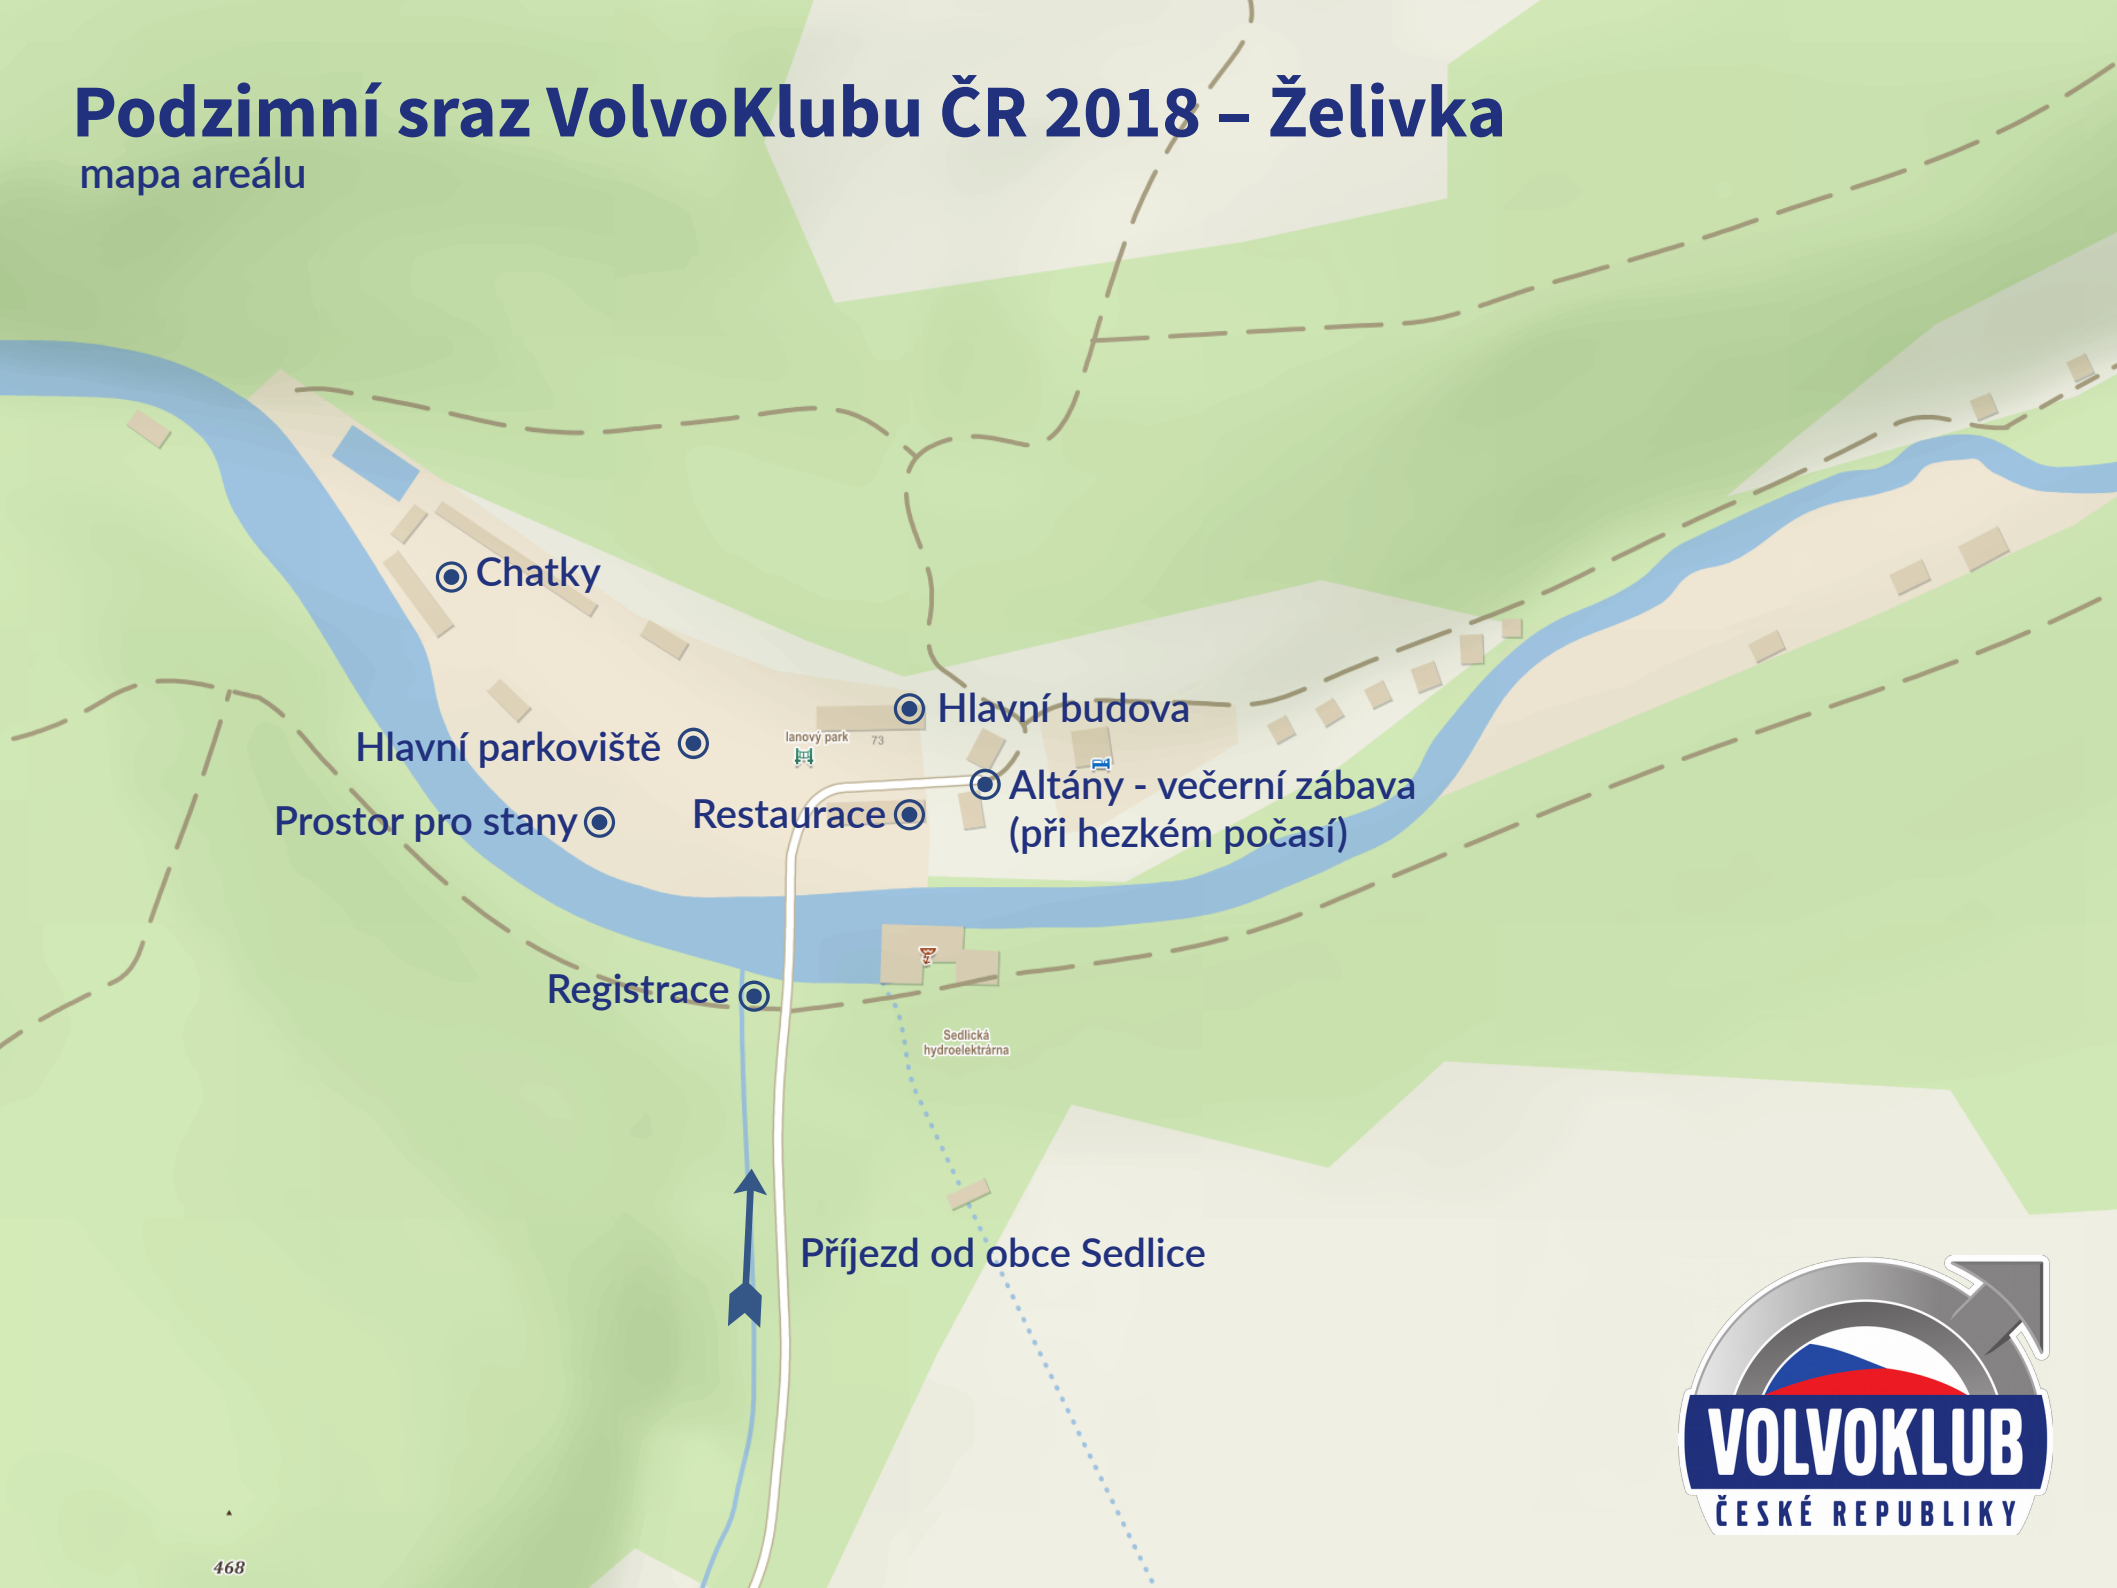 Podzimní sraz VolvoKlubu ČR 2018 – Želivka
mapa areálu
Chatky
Hlavní budova
lanový park
73
Hlavní parkoviště
Altány - večerní zábava
(při hezkém počasí)
Restaurace
Prostor pro stany
Registrace
Sedlická
hydroelektrárna
Příjezd od obce Sedlice
VOLVOKLUB
ČESKÉ REPUBLIKY
468